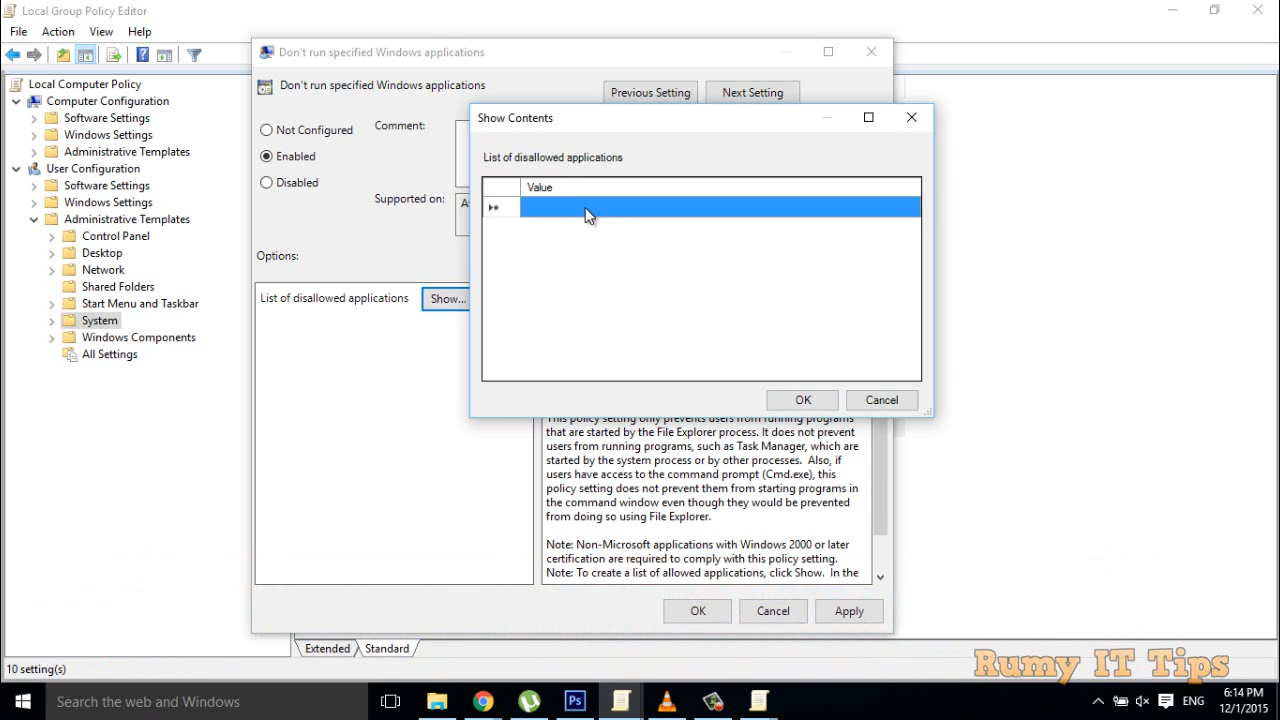 Local Group Policy Editor
File Action View Help
Local Computer Policy
Computer Configuration
Software Settings
Windows Settings
Administrative Templates
User Configuration
Software Settings
Windows Settings
Administrative Templates
Control Panel
Desktop
Network
Shared Folders
Start Menu and Taskbar
System
Windows Components
All Settings
10 setting(s)
Don't run specified Windows applications
Don't run specified Windows applications
Previous Setting Next Setting
Not Configured Comment:
Enabled
Disabled
Supported on:
Options:
List of disallowed applications Show...
Show Contents
List of disallowed applications
Value
OK Cancel
This policy setting only prevents users from running programs
that are started by the File Explorer process. It does not prevent
users from running programs, such as Task Manager, which are
started by the system process or by other processes. Also, if
users have access to the command prompt (Cmd.exe), this
policy setting does not prevent them from starting programs in
the command window even though they would be prevented
from doing so using File Explorer.
Note: Non-Microsoft applications with Windows 2000 or later
certification are required to comply with this policy setting.
Note: To create a list of allowed applications, click Show. In the
OK Cancel Apply
Extended Standard
Rumy IT Tips
Search the web and Windows
Ps
ENG
6:14 PM
12/1/2015